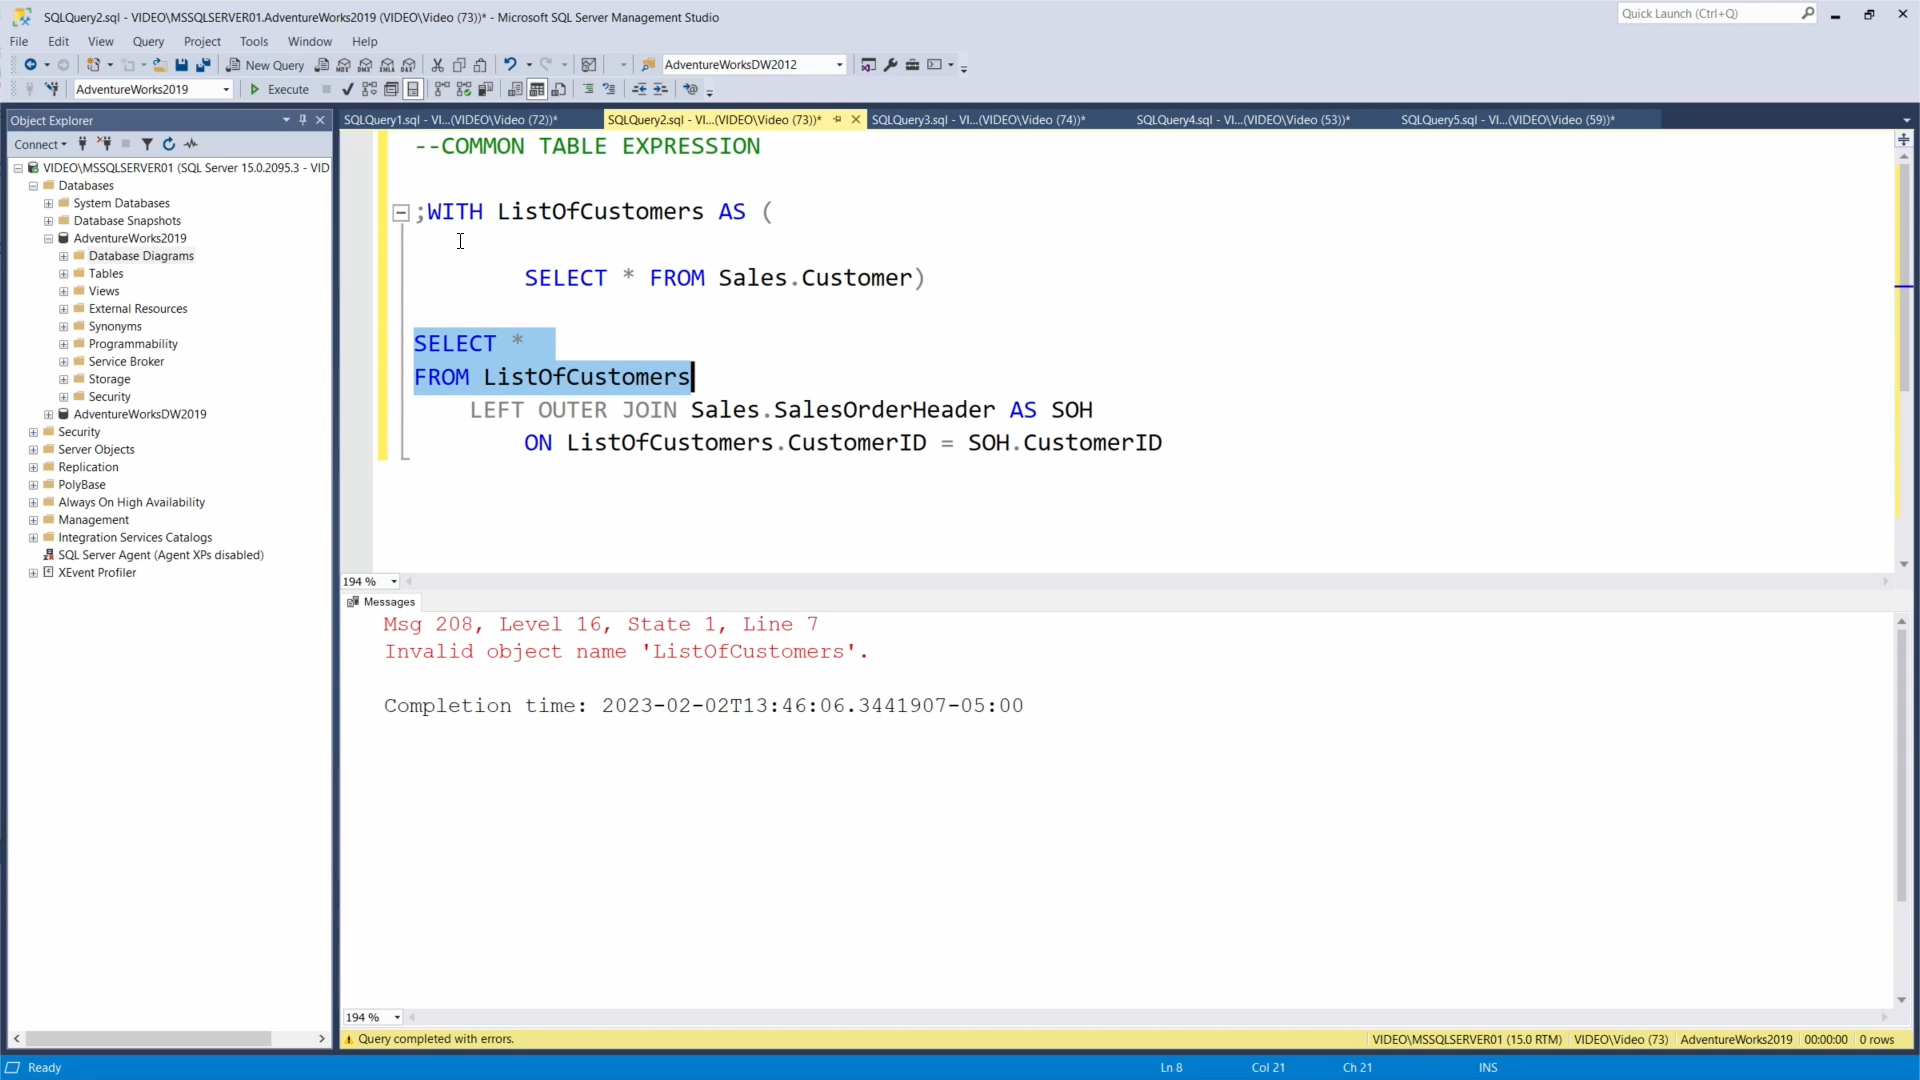 SQLQuery2.sql - VIDEO\MSSQLSERVER01.AdventureWorks2019 (VIDEO\Video (73))* - Microsoft SQL Server Management Studio
Quick Launch (Ctrl+Q)
File Edit View Query Project Tools Window Help
New Query
AdventureWorksDW2012
AdventureWorks2019
Execute
Object Explorer
Connect
VIDEO\MSSQLSERVER01 (SQL Server 15.0.2095.3 - VID
Databases
System Databases
Database Snapshots
AdventureWorks2019
Database Diagrams
Tables
Views
External Resources
Synonyms
Programmability
Service Broker
Storage
Security
AdventureWorksDW2019
Security
Server Objects
Replication
PolyBase
Always On High Availability
Management
Integration Services Catalogs
SQL Server Agent (Agent XPs disabled)
XEvent Profiler
SQLQuery1.sql - VI...(VIDEO\Video (72))*
SQLQuery2.sql - VI...(VIDEO\Video (73))*
SQLQuery3.sql - VI...(VIDEO\Video (74))*
SQLQuery4.sql - VI...(VIDEO\Video (53))*
SQLQuery5.sql - VI...(VIDEO\Video (59))*
--COMMON TABLE EXPRESSION
;WITH ListOfCustomers AS (
SELECT * FROM Sales.Customer)
SELECT *
FROM ListOfCustomers
LEFT OUTER JOIN Sales.SalesOrderHeader AS SOH
ON ListOfCustomers.CustomerID = SOH.CustomerID
194 %
Messages
Msg 208, Level 16, State 1, Line 7
Invalid object name 'ListOfCustomers'.
Completion time: 2023-02-02T13:46:06.3441907-05:00
194 %
Query completed with errors.
VIDEO\MSSQLSERVER01 (15.0 RTM) VIDEO\Video (73) AdventureWorks2019 00:00:00 0 rows
Ready
Ln 8 Col 21 Ch 21 INS